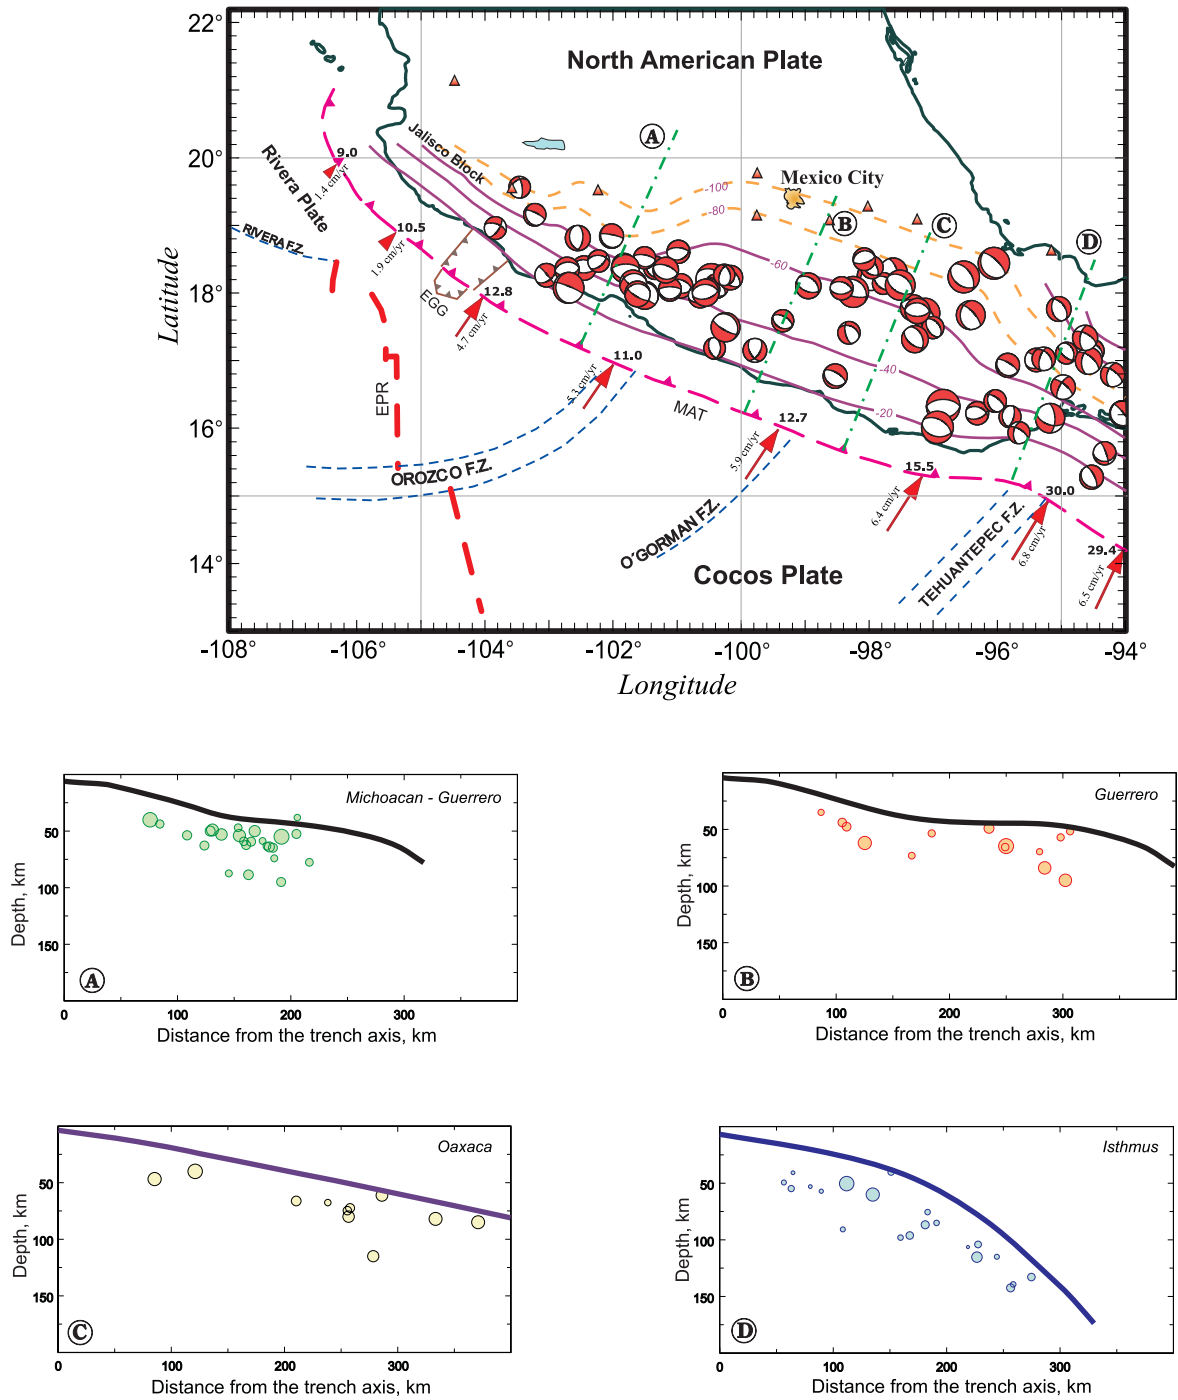 22°
20°
18°
16°
14°
Latitude
-108°
-106°
-104°
-102°
-100°
-98°
-96°
-94°
Longitude
North American Plate
Rivera Plate
Cocos Plate
Jalisco Block
Mexico City
A
B
C
D
RIVERA F.Z.
EGG
EPR
MAT
OROZCO F.Z.
O´GORMAN F.Z.
TEHUANTEPEC F.Z.
9.0
1.4 cm/yr
10.5
1.9 cm/yr
12.8
4.7 cm/yr
11.0
5.3 cm/yr
12.7
5.9 cm/yr
15.5
6.4 cm/yr
30.0
6.8 cm/yr
29.4
6.5 cm/yr
-100
-80
-60
-40
-20
Michoacan - Guerrero
Depth, km
50
100
150
A
0
100
200
300
Distance from the trench axis, km
Guerrero
Depth, km
50
100
150
B
0
100
200
300
Distance from the trench axis, km
Oaxaca
Depth, km
50
100
150
C
0
100
200
300
Distance from the trench axis, km
Isthmus
Depth, km
50
100
150
D
0
100
200
300
Distance from the trench axis, km